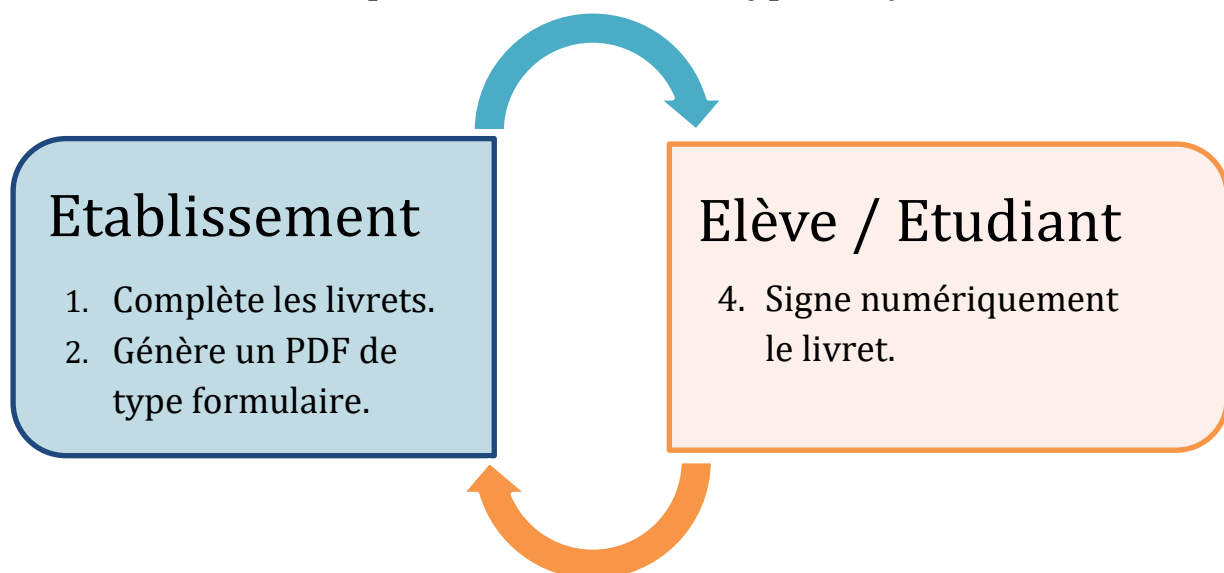 Etablissement
1. Complète les livrets.
2. Génère un PDF de
type formulaire.
Elève / Etudiant
4. Signe numériquement
le livret.